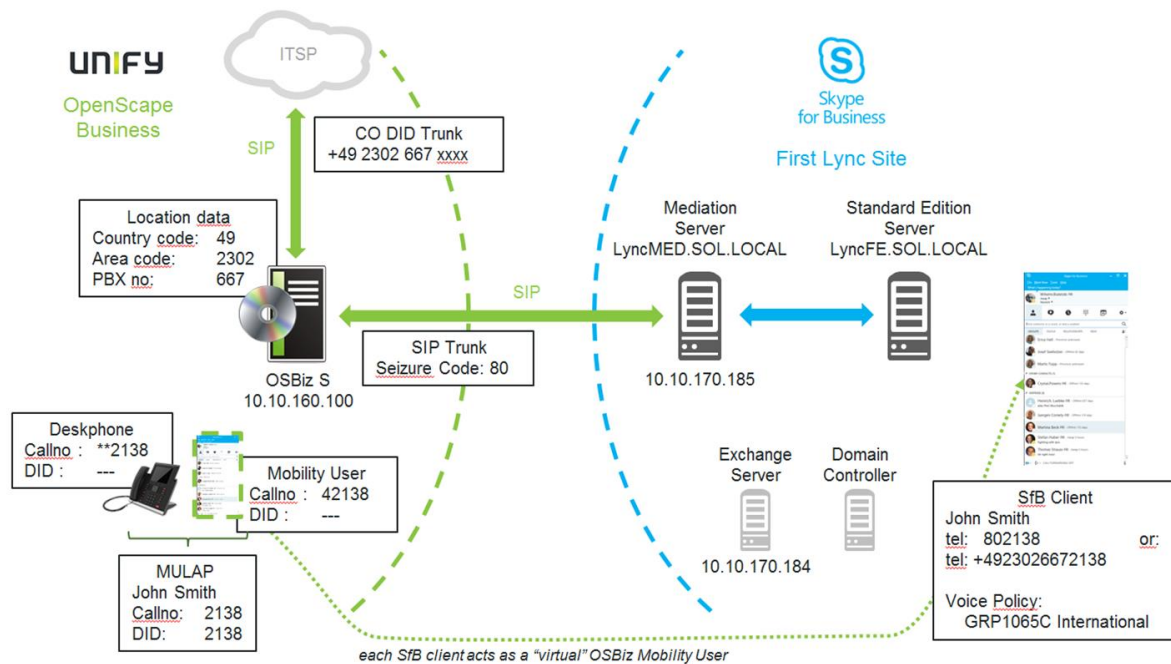 UNIFY
OpenScape
Business
ITSP
SIP
CO DID Trunk
+49 2302 667 xxxx
Location data
Country code: 49
Area code: 2302
PBX no: 667
OSBiz S
10.10.160.100
SIP
SIP Trunk
Seizure Code: 80
Skype
for Business
First Lync Site
Mediation
Server
LyncMED.SOL.LOCAL
10.10.170.185
Standard Edition
Server
LyncFE.SOL.LOCAL
Exchange
Server
10.10.170.184
Domain
Controller
Deskphone
Callno : **2138
DID : ---
Mobility User
Callno : 42138
DID : ---
MULAP
John Smith
Callno: 2138
DID: 2138
SfB Client
John Smith
tel: 802138 or:
tel: +4923026672138
Voice Policy:
GRP1065C International
each SfB client acts as a “virtual” OSBiz Mobility User